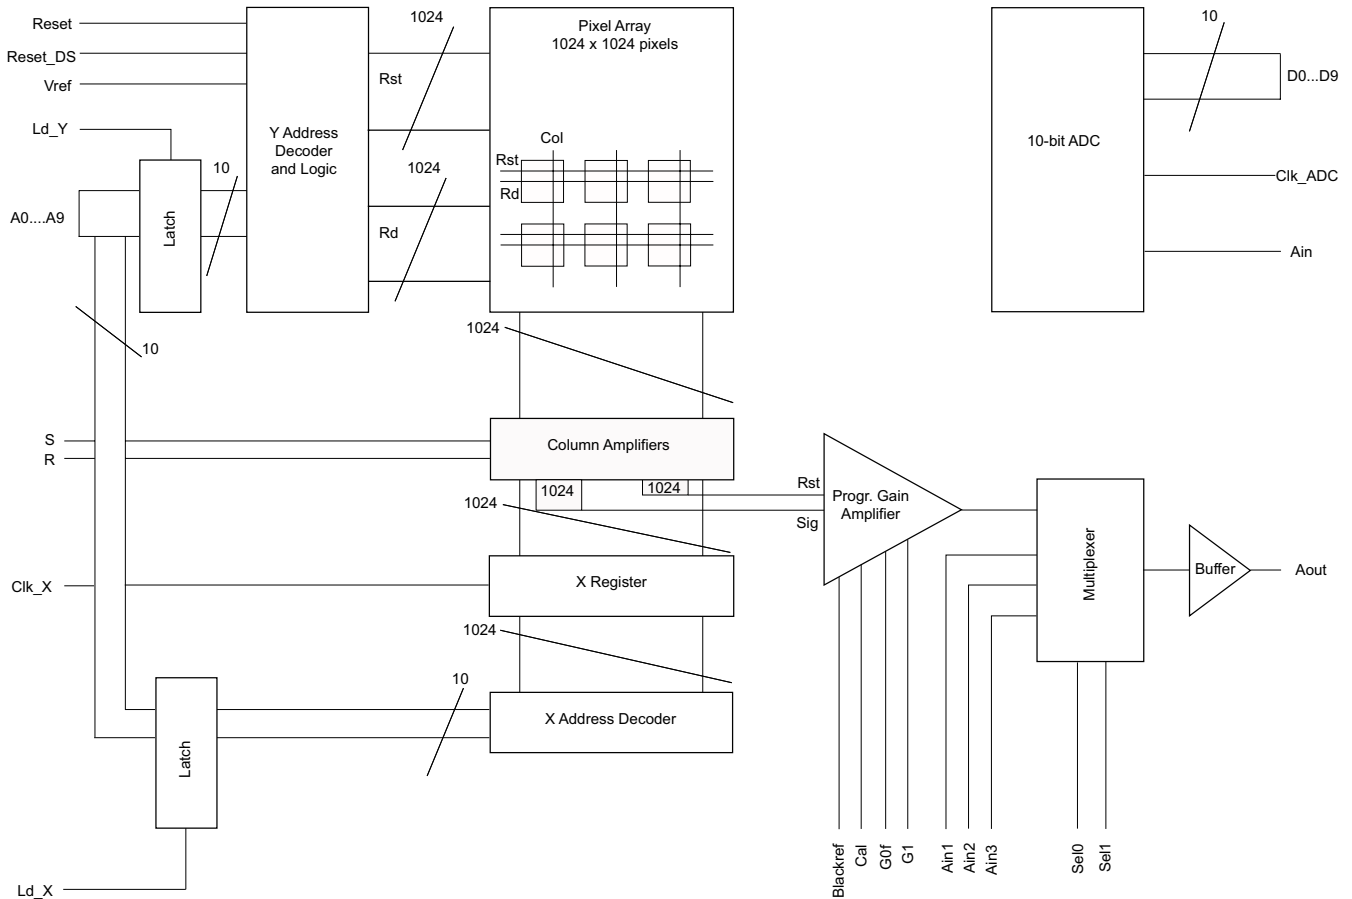 Reset
Reset_DS
Vref
Ld_Y
A0....A9
Latch
10
10
Y Address
Decoder
and Logic
1024
Rst
1024
Rd
Pixel Array
1024 x 1024 pixels
Col
Rst
Rd
10-bit ADC
10
D0...D9
Clk_ADC
Ain
1024
S
R
Column Amplifiers
1024
1024
1024
Rst
Sig
Progr. Gain
Amplifier
Multiplexer
Buffer
Aout
Clk_X
X Register
1024
10
X Address Decoder
Latch
Ld_X
Blackref
Cal
G0f
G1
Ain1
Ain2
Ain3
Sel0
Sel1